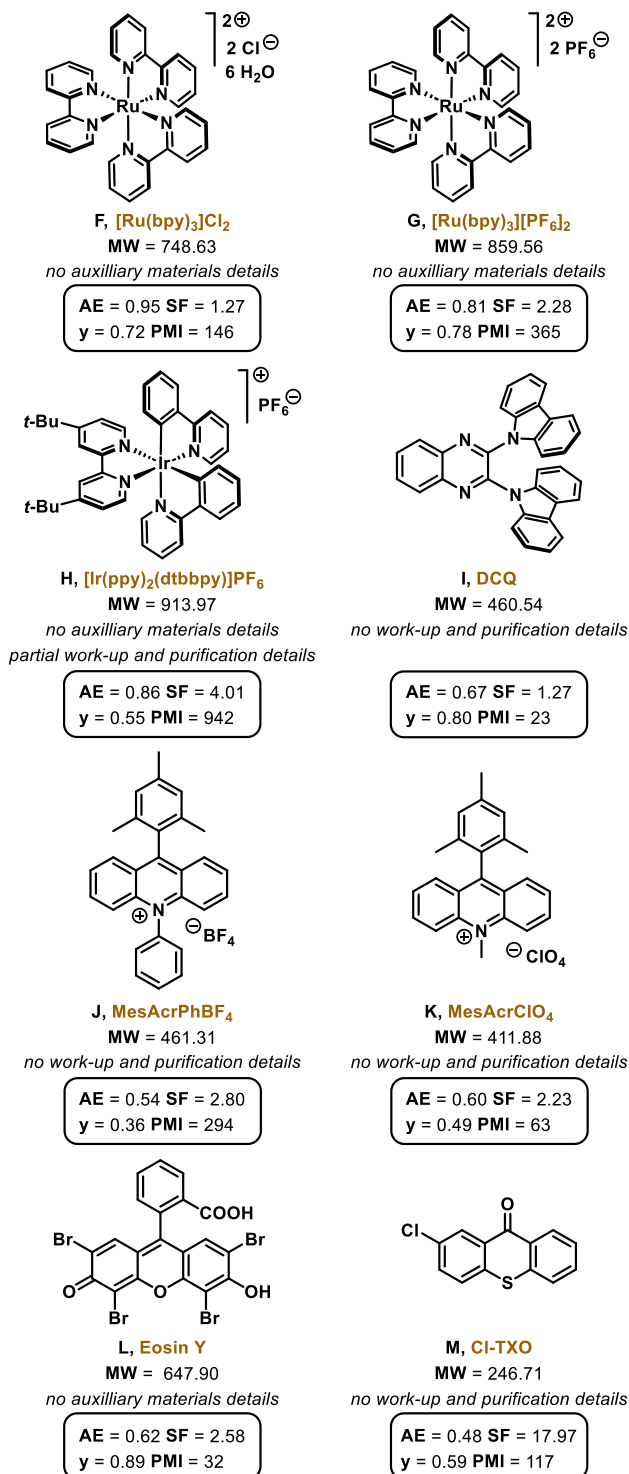 2⊕
2 Cl⊖
6 H2O
N
N
N
Ru
N
N
N
F, [Ru(bpy)3]Cl2
MW = 748.63
no auxilliary materials details
AE = 0.95 SF = 1.27
y = 0.72 PMI = 146
2⊕
2 PF6⊖
N
N
N
Ru
N
N
N
G, [Ru(bpy)3][PF6]2
MW = 859.56
no auxilliary materials details
AE = 0.81 SF = 2.28
y = 0.78 PMI = 365
⊕
PF6⊖
t-Bu
N
N
Ir
N
N
t-Bu
H, [Ir(ppy)2(dtbbpy)]PF6
MW = 913.97
no auxilliary materials details
partial work-up and purification details
AE = 0.86 SF = 4.01
y = 0.55 PMI = 942
N
N
N
N
I, DCQ
MW = 460.54
no work-up and purification details
AE = 0.67 SF = 1.27
y = 0.80 PMI = 23
⊕
N
⊖BF4
J, MesAcrPhBF4
MW = 461.31
no work-up and purification details
AE = 0.54 SF = 2.80
y = 0.36 PMI = 294
N
⊕
⊖ClO4
K, MesAcrClO4
MW = 411.88
no work-up and purification details
AE = 0.60 SF = 2.23
y = 0.49 PMI = 63
COOH
Br
Br
O
O
OH
Br
Br
L, Eosin Y
MW = 647.90
no auxilliary materials details
AE = 0.62 SF = 2.58
y = 0.89 PMI = 32
O
Cl
S
M, Cl-TXO
MW = 246.71
no work-up and purification details
AE = 0.48 SF = 17.97
y = 0.59 PMI = 117